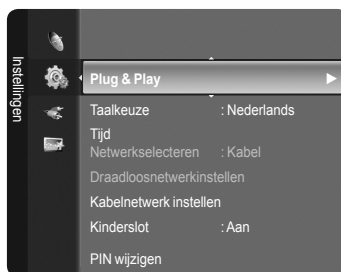 Instellingen
Plug & Play
Taalkeuze : Nederlands
Tijd
Netwerkselecteren : Kabel
Draadloosnetwerkinstellen
Kabelnetwerk instellen
Kinderslot : Aan
PIN wijzigen